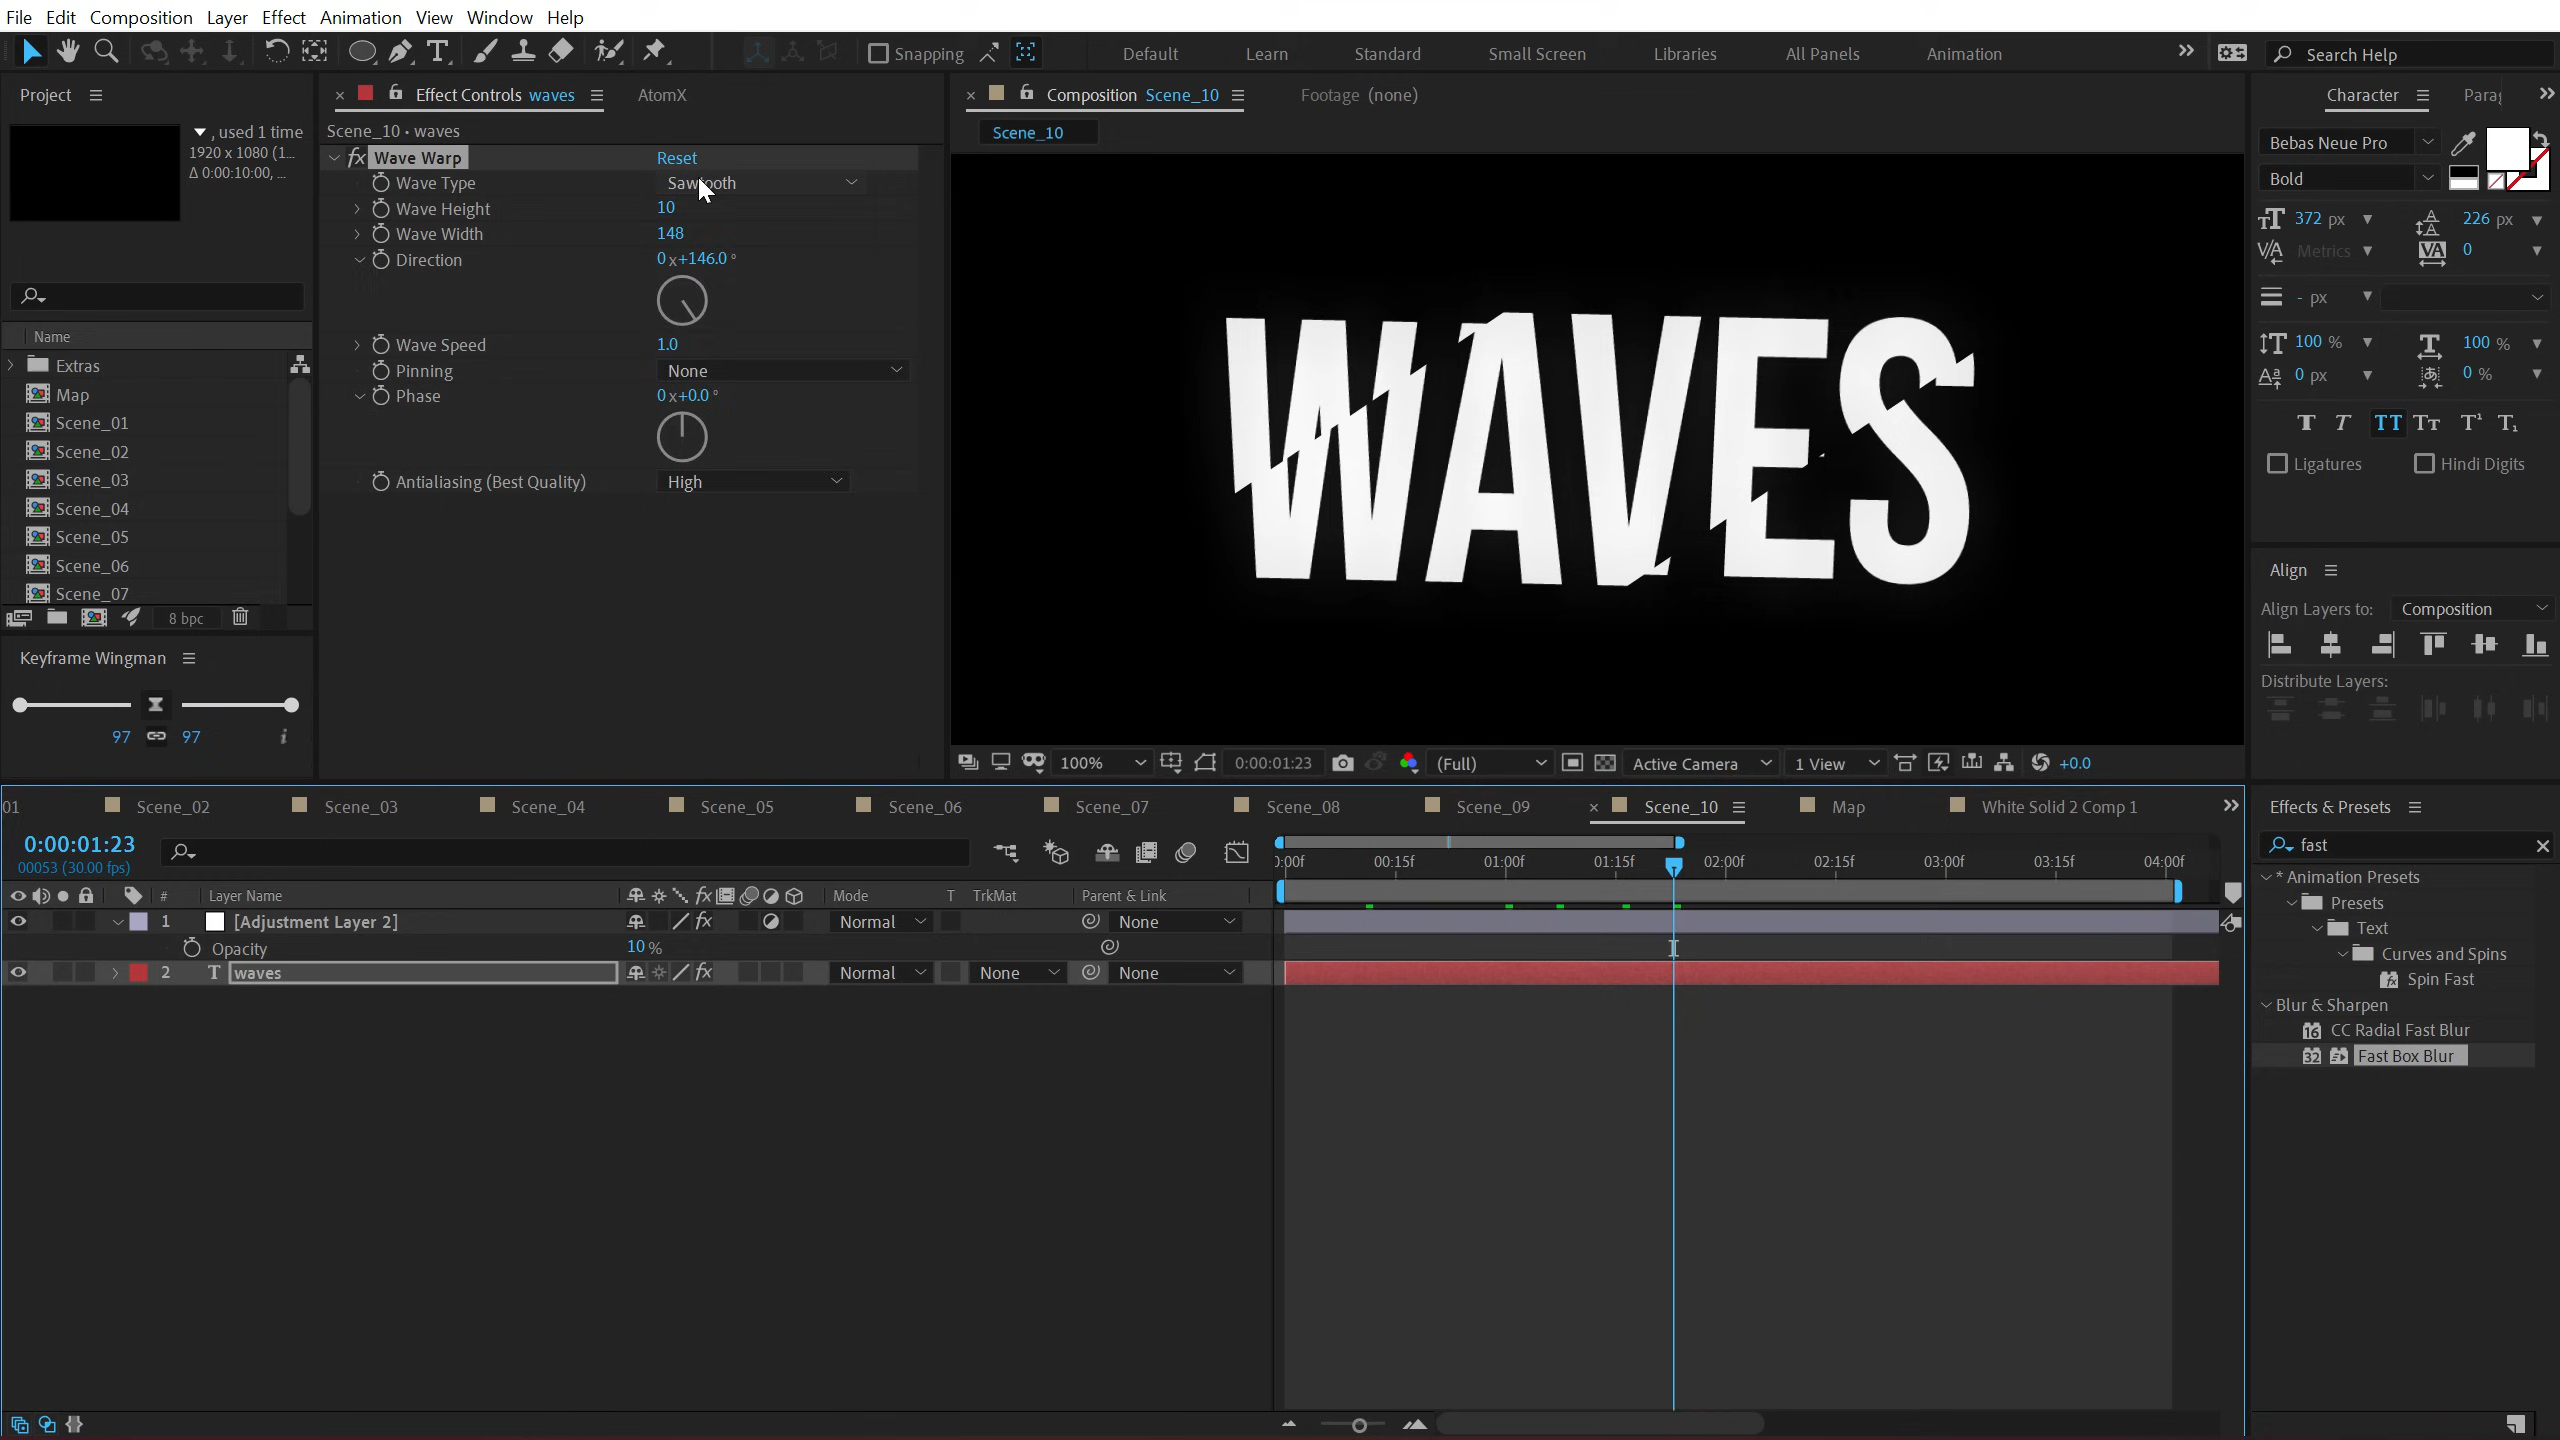 File Edit Composition Layer Effect Animation View Window Help
Snapping
Default Learn Standard Small Screen Libraries All Panels Animation
Search Help
Project
, used 1 time
1920 x 1080 (1...
Δ 0:00:10:00, ...
Name
Extras
Map
Scene_01
Scene_02
Scene_03
Scene_04
Scene_05
Scene_06
Scene_07
8 bpc
Keyframe Wingman
97 97
Effect Controls waves
AtomX
Scene_10 • waves
fx Wave Warp Reset
Wave Type Sawtooth
Wave Height 10
Wave Width 148
Direction 0 x+146.0 °
Wave Speed 1.0
Pinning None
Phase 0 x+0.0 °
Antialiasing (Best Quality) High
Composition Scene_10
Footage (none)
Scene_10
WAVES
100% 0:00:01:23 (Full) Active Camera 1 View +0.0
Character Para
Bebas Neue Pro
Bold
372 px 226 px
Metrics 0
- px
100 % 100 %
0 px 0 %
Ligatures Hindi Digits
Align
Align Layers to: Composition
Distribute Layers:
01 Scene_02 Scene_03 Scene_04 Scene_05 Scene_06 Scene_07 Scene_08 Scene_09 Scene_10 Map White Solid 2 Comp 1
0:00:01:23
00053 (30.00 fps)
# Layer Name Mode T TrkMat Parent & Link
1 [Adjustment Layer 2] Normal None
Opacity 10 %
2 T waves Normal None None
):00f 00:15f 01:00f 01:15f 02:00f 02:15f 03:00f 03:15f 04:00f
Effects & Presets
fast
* Animation Presets
Presets
Text
Curves and Spins
Spin Fast
Blur & Sharpen
16 CC Radial Fast Blur
32 Fast Box Blur